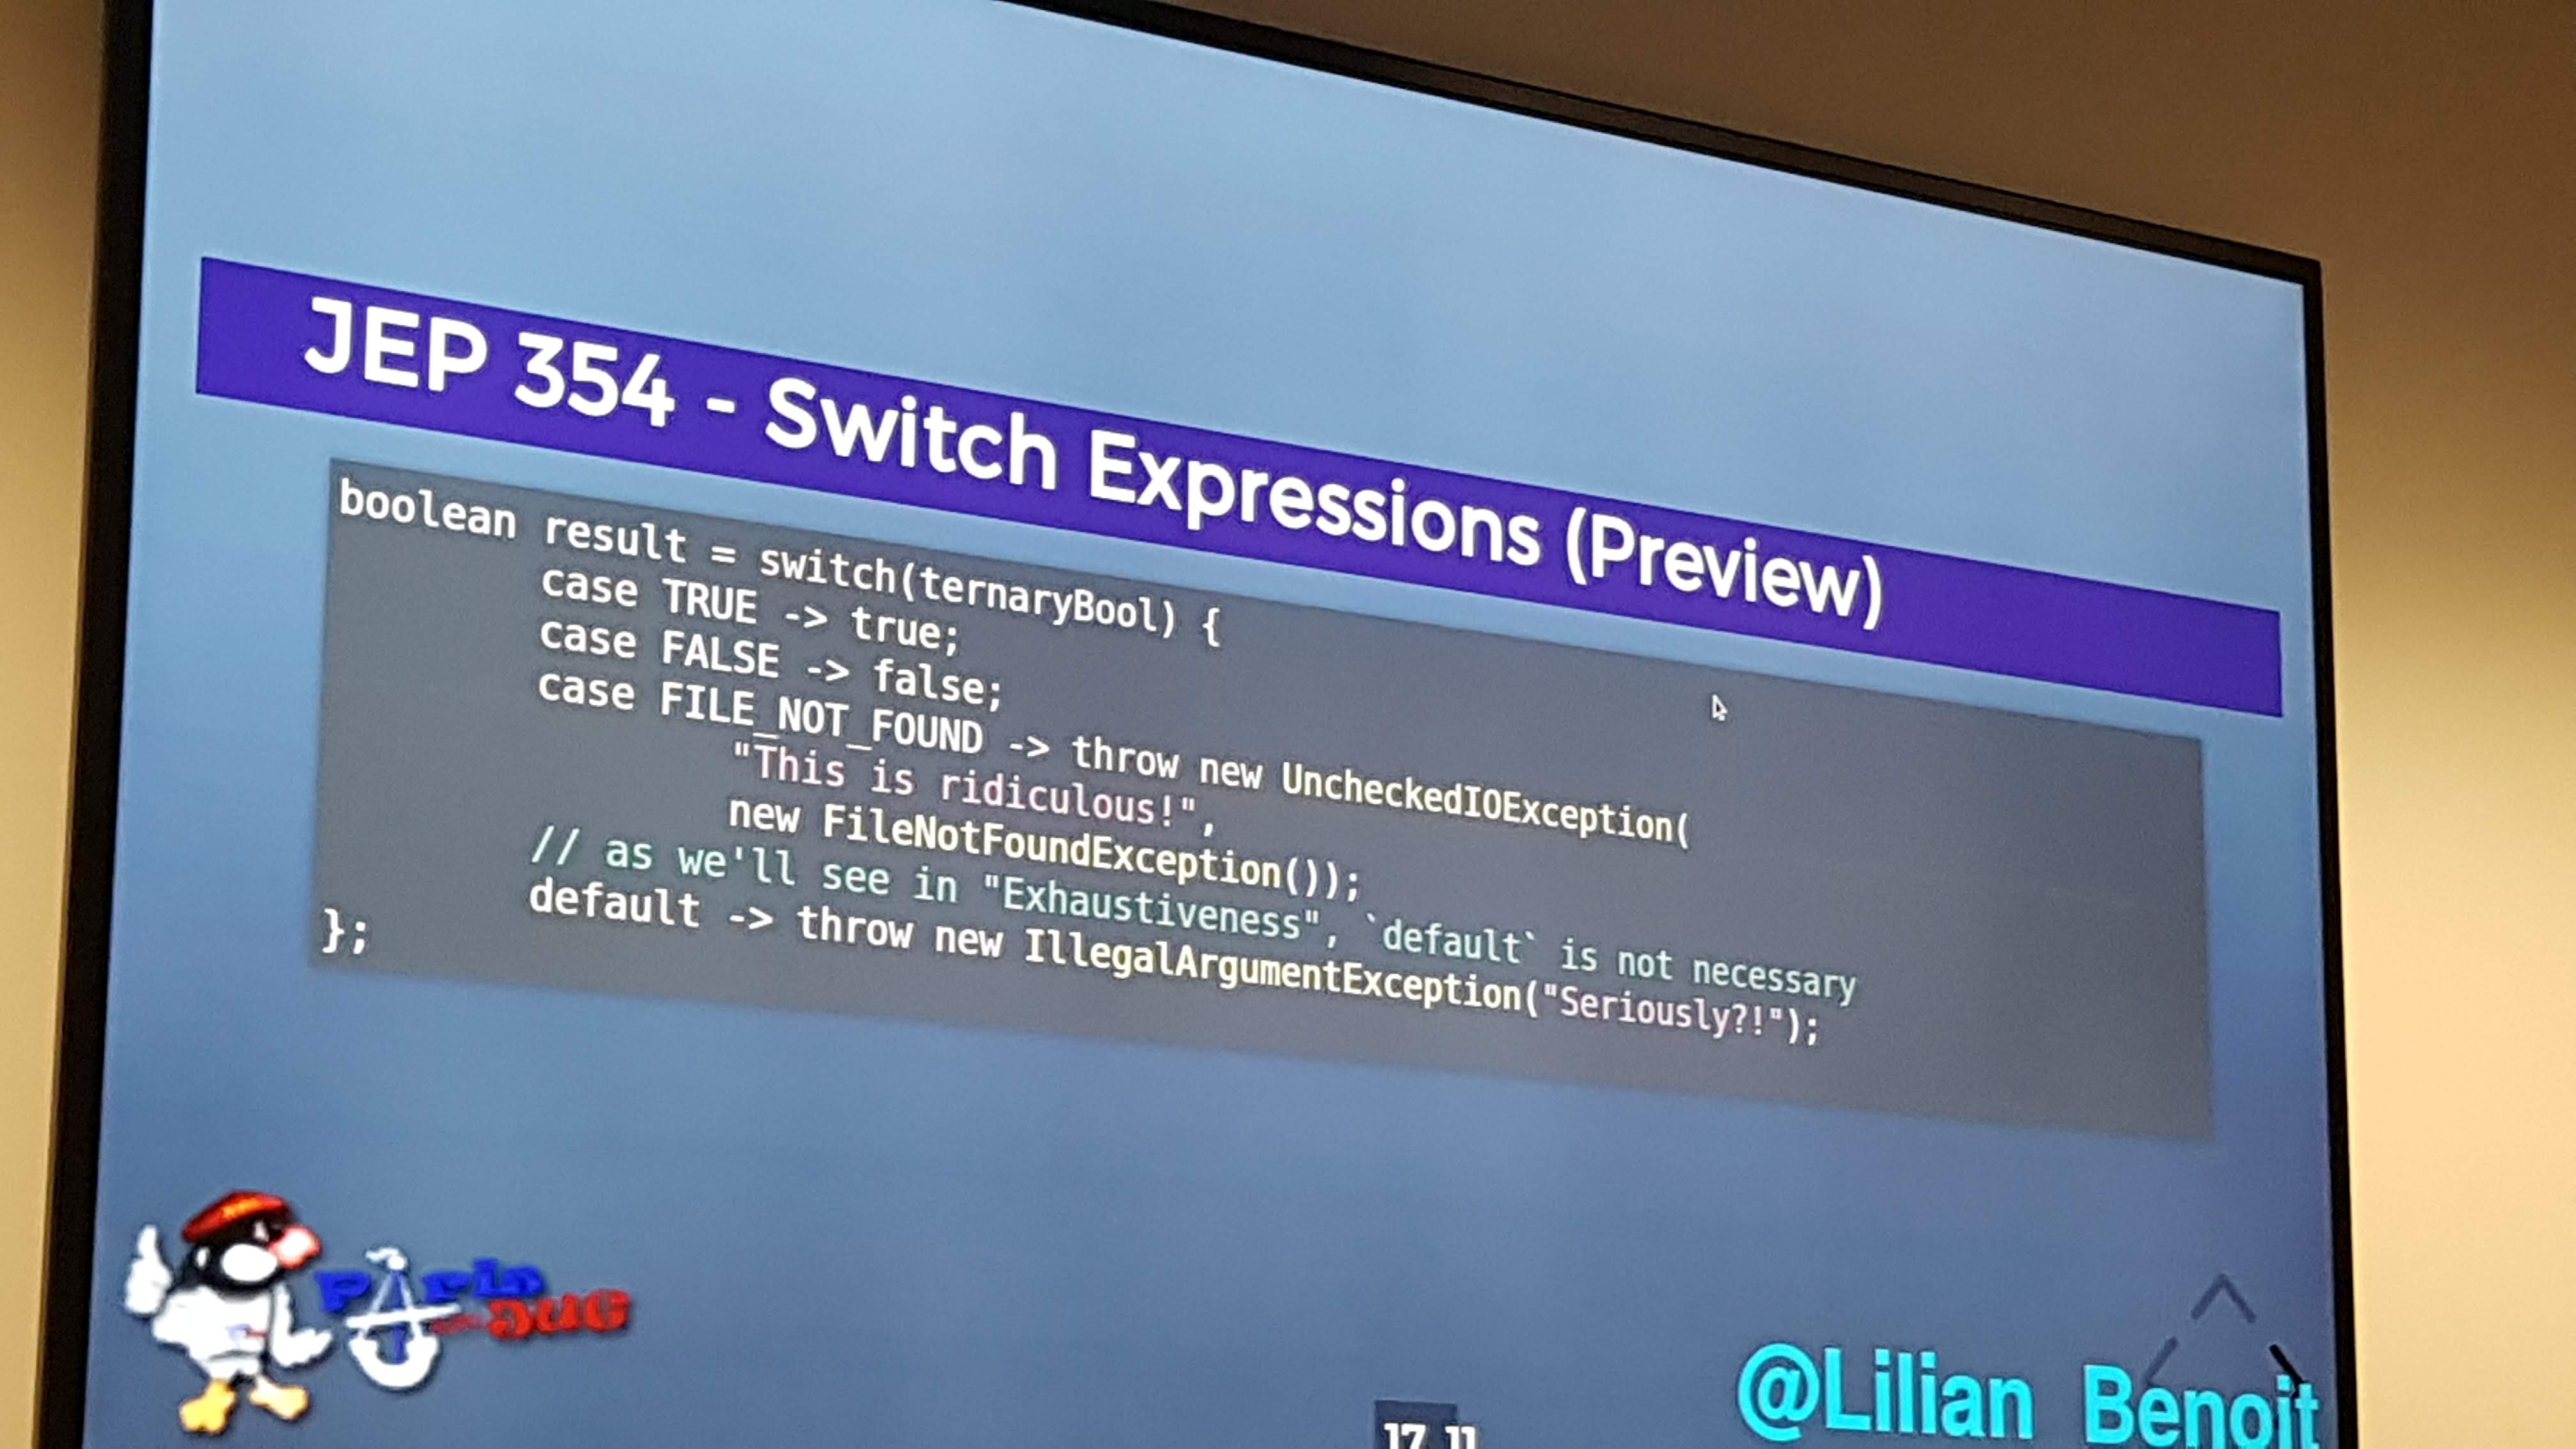 JEP 354 - Switch Expressions (Preview)
boolean result = switch(ternaryBool) {
case TRUE -> true;
case FALSE -> false;
case FILE_NOT_FOUND -> throw new UncheckedIOException(
"This is ridiculous!",
new FileNotFoundException());
// as we'll see in "Exhaustiveness", `default` is not necessary
default -> throw new IllegalArgumentException("Seriously?!");
};
Paris
JUG
@Lilian_Benoit